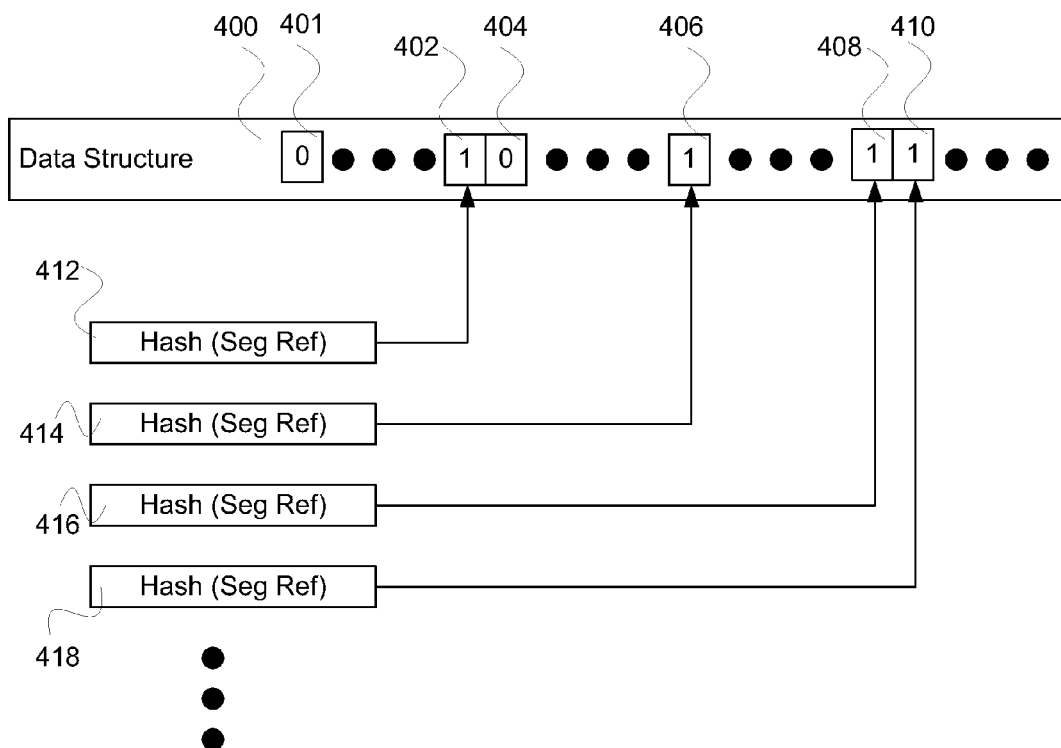 400 401 402 404 406 408 410
Data Structure 0 1 0 1 1 1
412
Hash (Seg Ref)
Hash (Seg Ref)
414
Hash (Seg Ref)
416
Hash (Seg Ref)
418